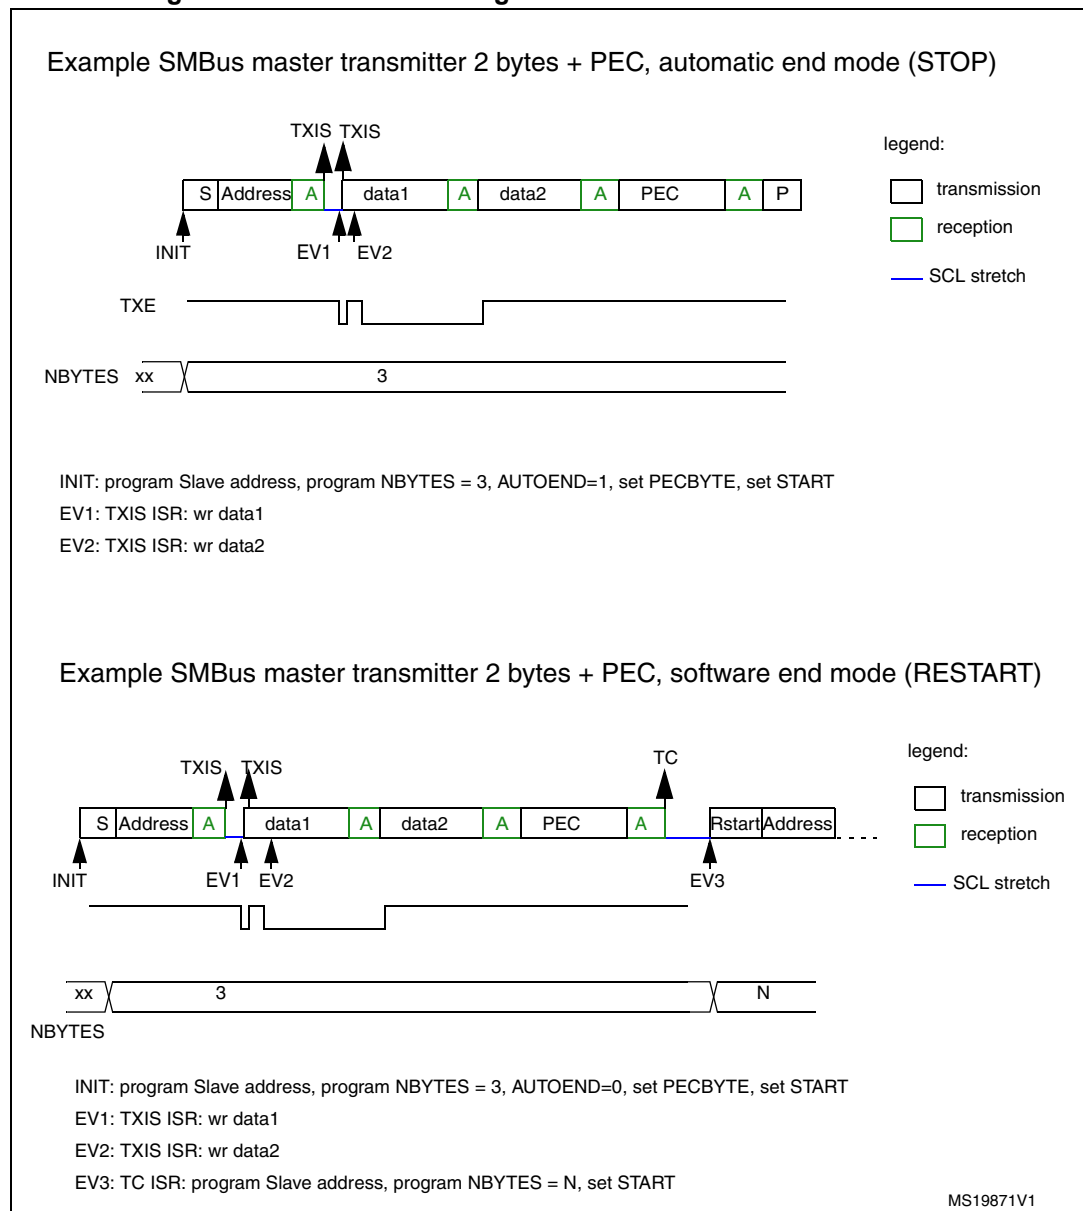 Example SMBus master transmitter 2 bytes + PEC, automatic end mode (STOP)
TXIS TXIS
legend:
S Address A data1 A data2 A PEC A P
transmission
reception
INIT EV1 EV2
SCL stretch
TXE
NBYTES xx 3
INIT: program Slave address, program NBYTES = 3, AUTOEND=1, set PECBYTE, set START
EV1: TXIS ISR: wr data1
EV2: TXIS ISR: wr data2
Example SMBus master transmitter 2 bytes + PEC, software end mode (RESTART)
TXIS TXIS TC
legend:
S Address A data1 A data2 A PEC A Rstart Address
transmission
reception
INIT EV1 EV2 EV3
SCL stretch
xx 3 N
NBYTES
INIT: program Slave address, program NBYTES = 3, AUTOEND=0, set PECBYTE, set START
EV1: TXIS ISR: wr data1
EV2: TXIS ISR: wr data2
EV3: TC ISR: program Slave address, program NBYTES = N, set START
MS19871V1